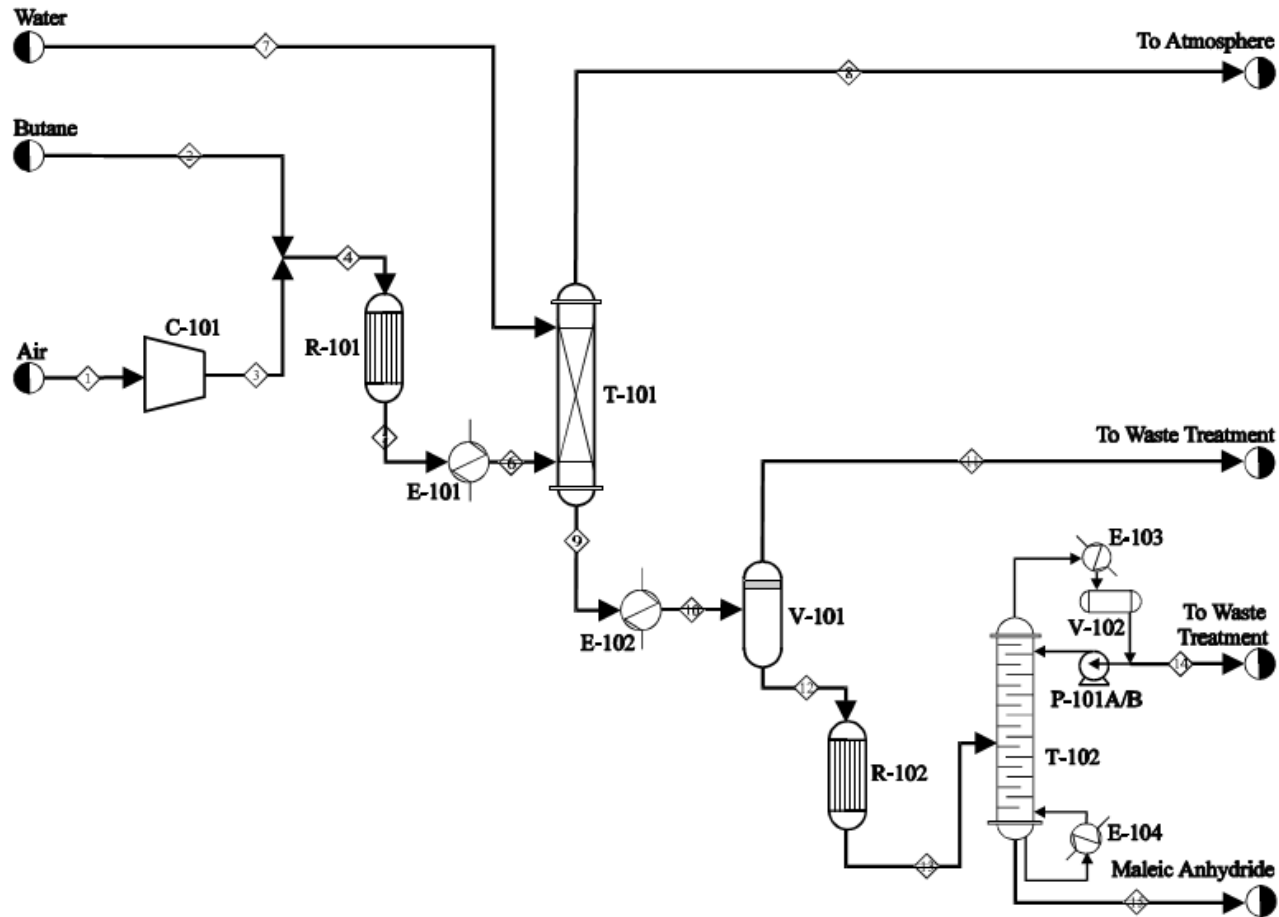 Water
7
To Atmosphere
8
Butane
2
4
C-101
R-101
Air
1
3
T-101
To Waste Treatment
11
6
E-101
E-103
9
To Waste
Treatment
V-101
V-102
10
E-102
14
P-101A/B
12
T-102
R-102
E-104
13
Maleic Anhydride
15